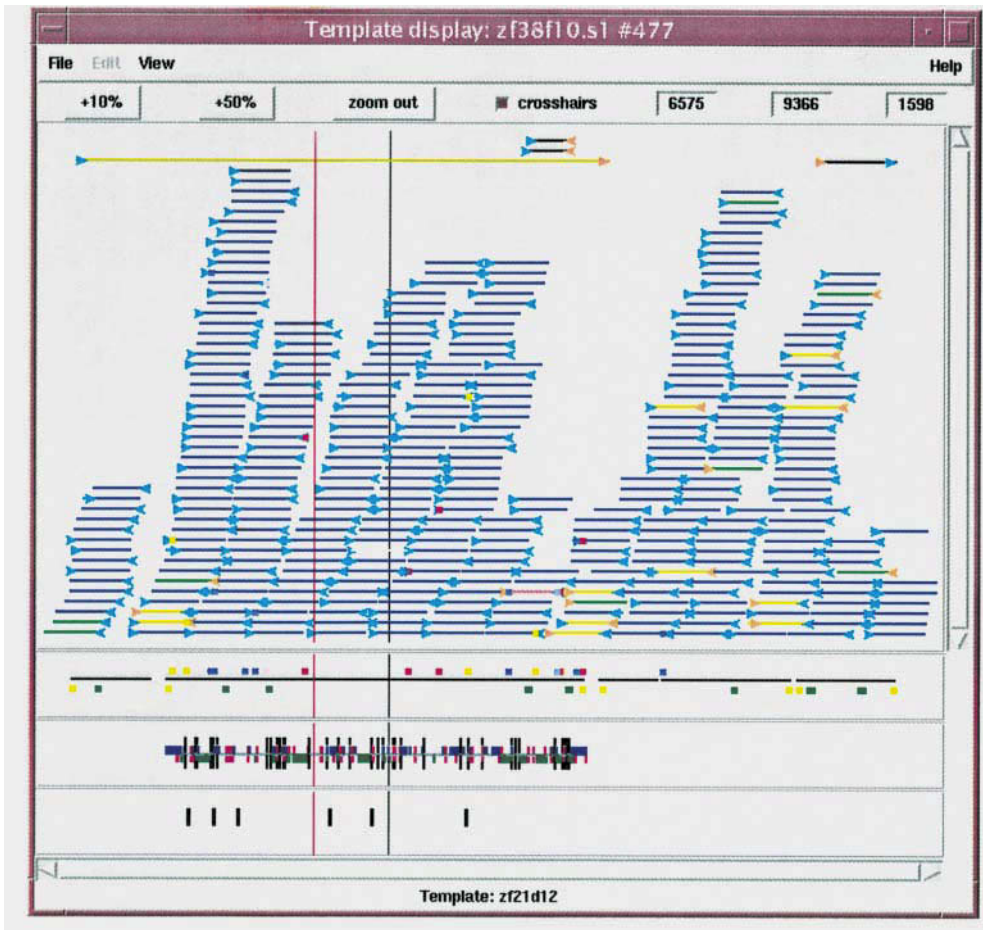 Template display: zf38f10.s1 #477
File Edit View Help
+10% +50% zoom out crosshairs 6575 9366 1598
Template: zf21d12